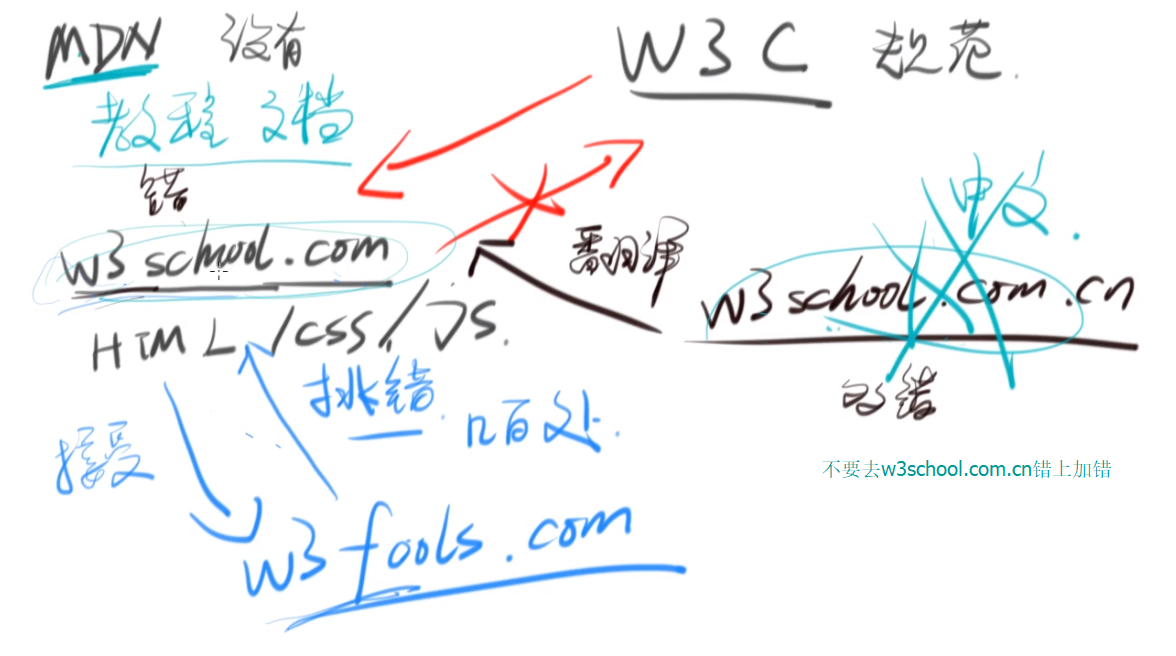 MDN 没有
W3C 规范.
教程 文档
错
w3school.com
翻译
中文.
w3school.com.cn
HTML/CSS/JS.
挑错.
几百处.
接受
改错
不要去w3school.com.cn错上加错
w3fools.com